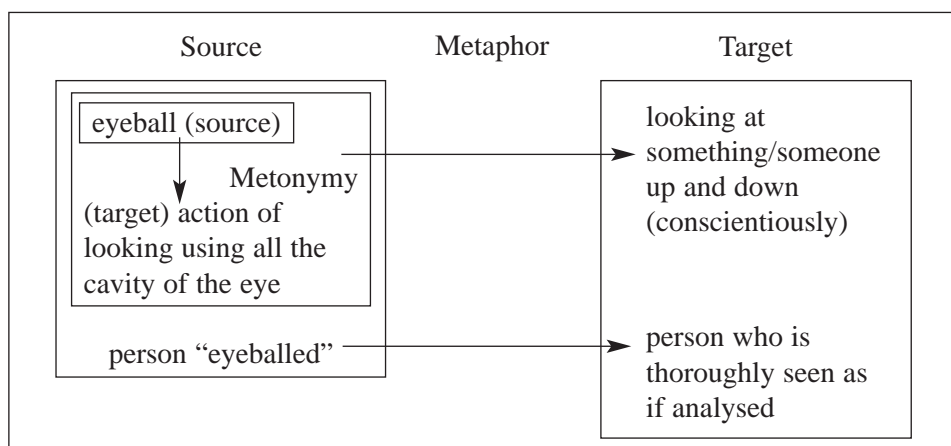 Source Metaphor Target
eyeball (source)
Metonymy
(target) action of
looking using all the
cavity of the eye
person “eyeballed”
looking at
something/someone
up and down
(conscientiously)
person who is
thoroughly seen as
if analysed